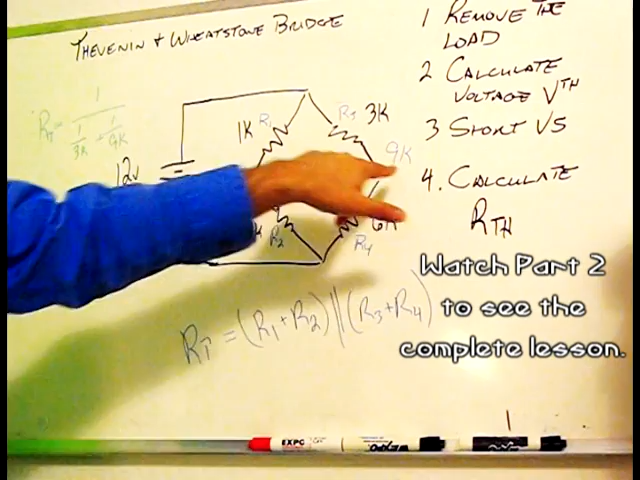 THEVENIN & WHEATSTONE BRIDGE
1 REMOVE THE
LOAD
2 CALCULATE
VOLTAGE VTH
3 SHORT VS
4. CALCULATE
RTH
1
1 1
3K 9K
12V
1K R1
R3 3K
9K
R2
R4
6K
RT = (R1+R2)||(R3+R4)
Watch Part 2
to see the
complete lesson.
1
EXPO
EXPO